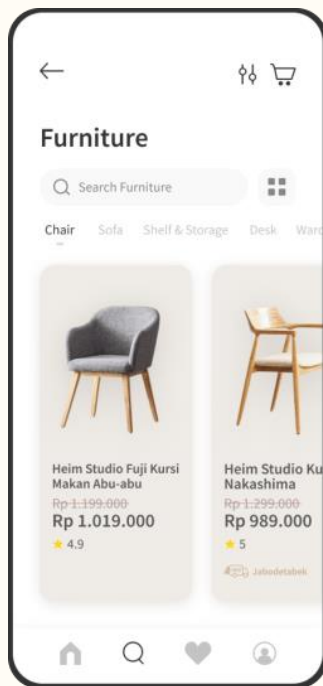 Furniture
Search Furniture
Chair Sofa Shelf & Storage Desk Ward
Heim Studio Fuji Kursi
Makan Abu-abu
Rp 1.199.000
Rp 1.019.000
4.9
Heim Studio Ku
Nakashima
Rp 1.299.000
Rp 989.000
5
Jabodetabek